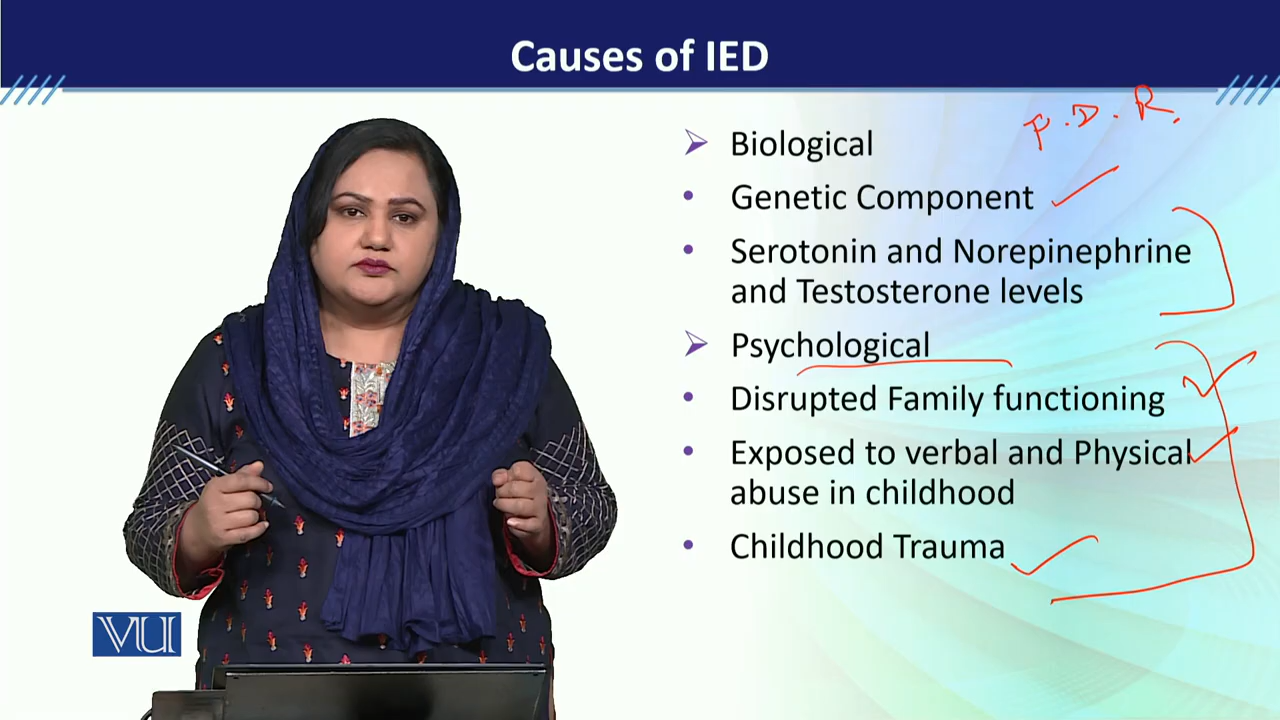 Causes of IED
F.D.R.
➢ Biological
• Genetic Component
• Serotonin and Norepinephrine
and Testosterone levels
➢ Psychological
• Disrupted Family functioning
• Exposed to verbal and Physical
abuse in childhood
• Childhood Trauma
VU